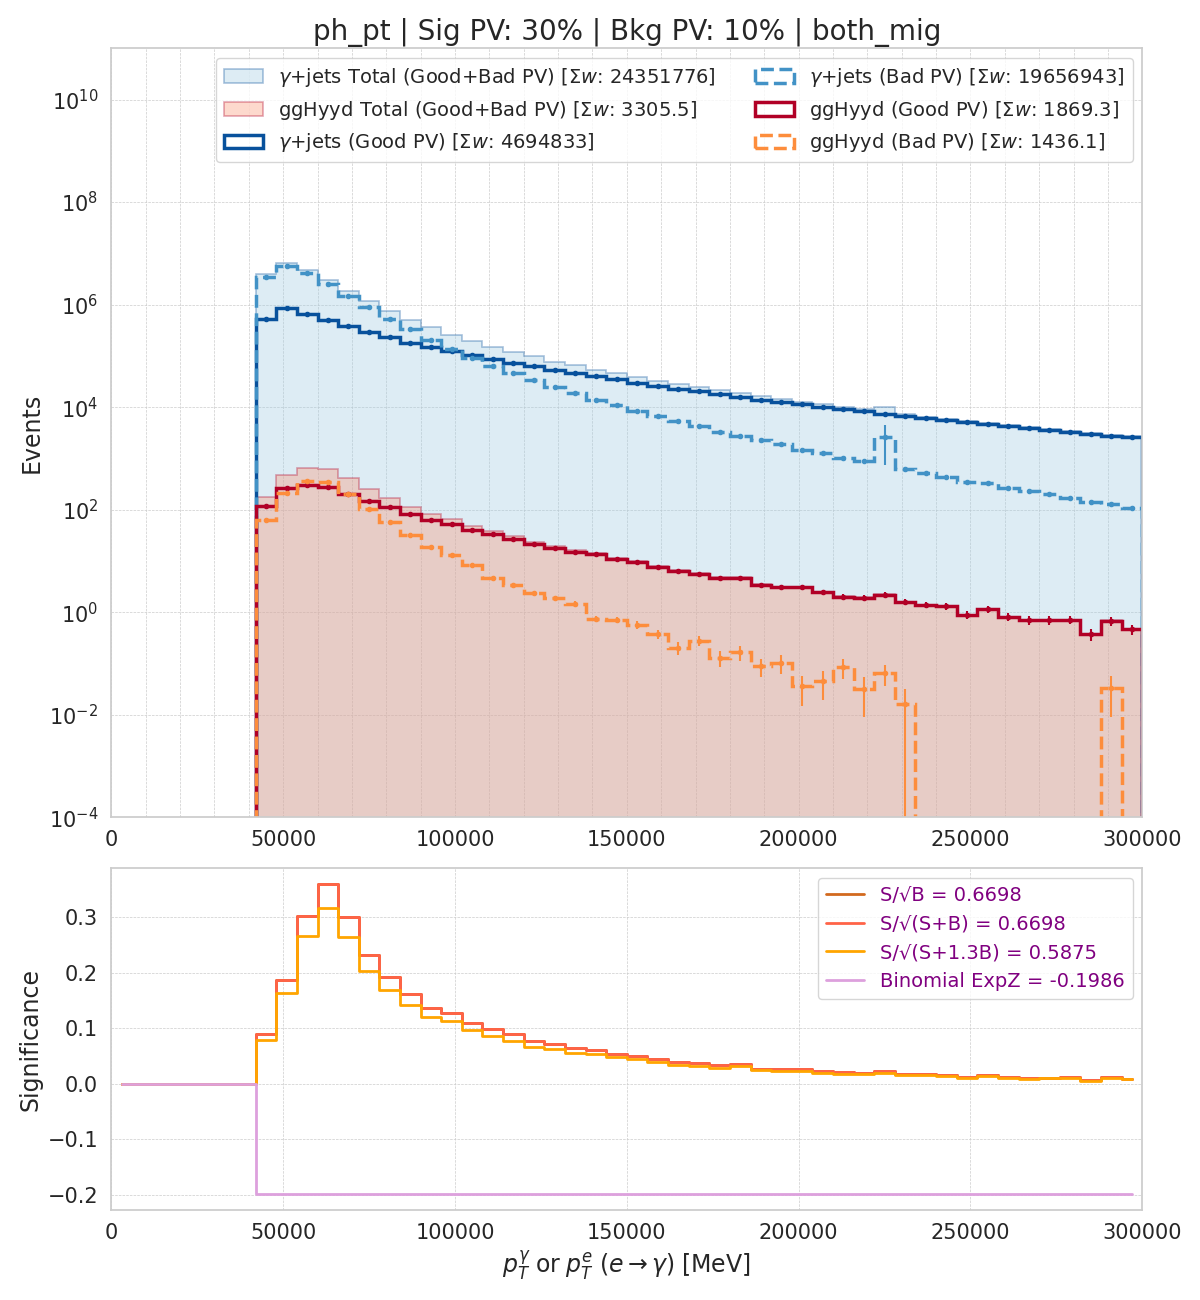 ph_pt | Sig PV: 30% | Bkg PV: 10% | both_mig
γ+jets Total (Good+Bad PV) [Σw: 24351776]
ggHyyd Total (Good+Bad PV) [Σw: 3305.5]
γ+jets (Good PV) [Σw: 4694833]
γ+jets (Bad PV) [Σw: 19656943]
ggHyyd (Good PV) [Σw: 1869.3]
ggHyyd (Bad PV) [Σw: 1436.1]
Events
10^10
10^8
10^6
10^4
10^2
10^0
10^−2
10^−4
0 50000 100000 150000 200000 250000 300000
S/√B = 0.6698
S/√(S+B) = 0.6698
S/√(S+1.3B) = 0.5875
Binomial ExpZ = -0.1986
Significance
0.3
0.2
0.1
0.0
−0.1
−0.2
0 50000 100000 150000 200000 250000 300000
p_T^γ or p_T^e (e→γ) [MeV]